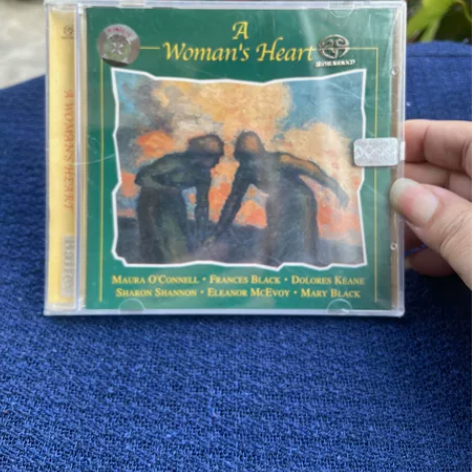 A
Woman's Heart
MAURA O'CONNELL • FRANCES BLACK • DOLORES KEANE
SHARON SHANNON • ELEANOR MCEVOY • MARY BLACK
A WOMAN'S HEART